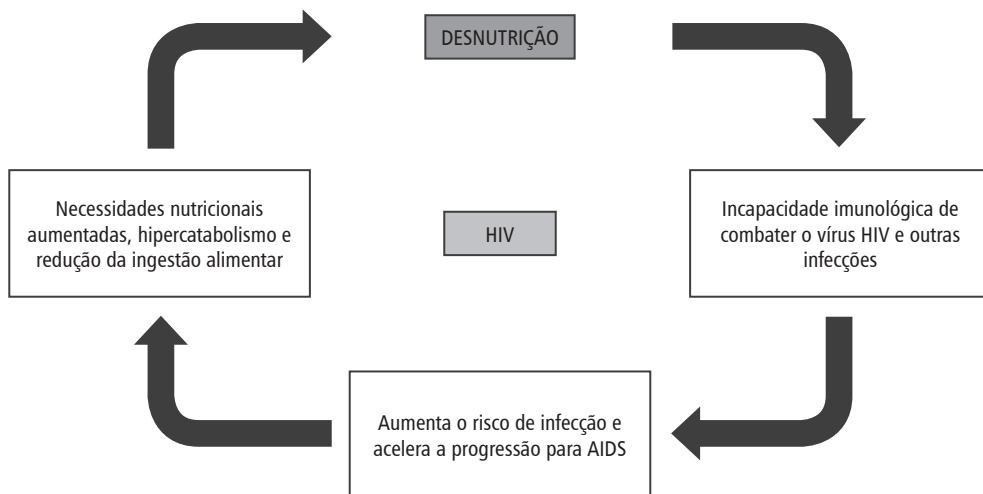 DESNUTRIÇÃO
Necessidades nutricionais
aumentadas, hipercatabolismo e
redução da ingestão alimentar
HIV
Incapacidade imunológica de
combater o vírus HIV e outras
infecções
Aumenta o risco de infecção e
acelera a progressão para AIDS